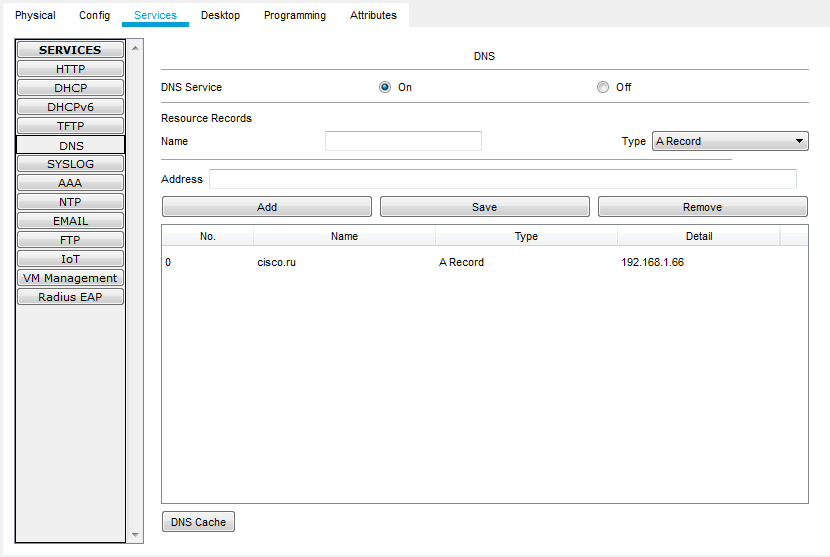 Physical Config Services Desktop Programming Attributes
SERVICES
HTTP
DHCP
DHCPv6
TFTP
DNS
SYSLOG
AAA
NTP
EMAIL
FTP
IoT
VM Management
Radius EAP
DNS
DNS Service On Off
Resource Records
Name Type A Record
Address
Add Save Remove
No. Name Type Detail
0 cisco.ru A Record 192.168.1.66
DNS Cache